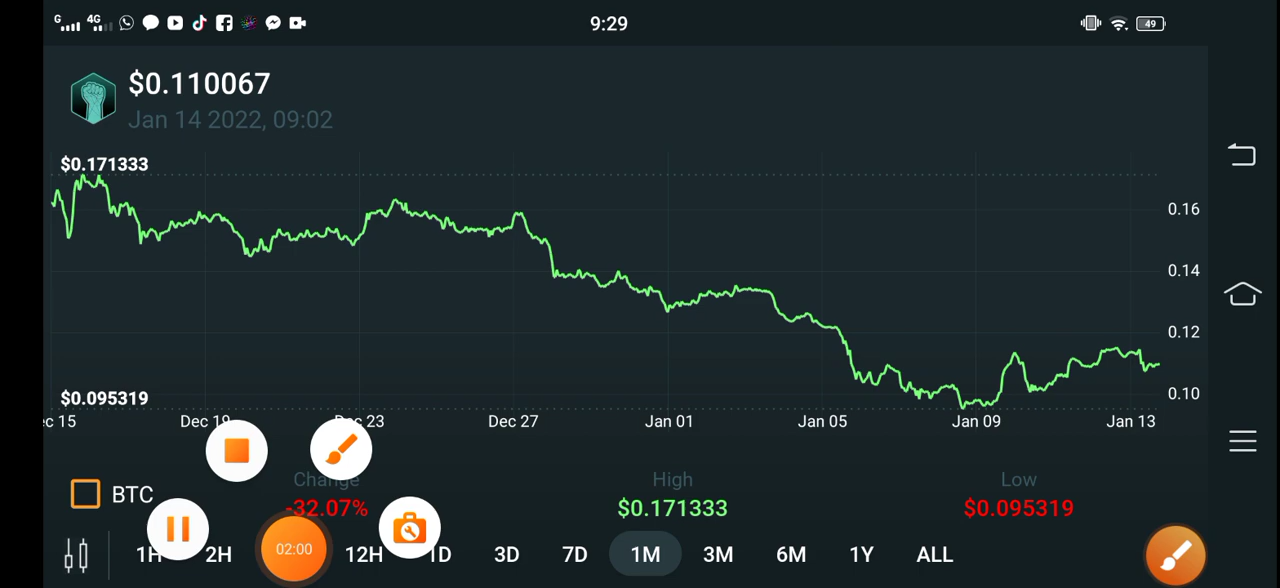 G 4G 9:29 49
$0.110067
Jan 14 2022, 09:02
$0.171333
0.16
0.14
0.12
0.10
$0.095319
c 15 Dec 19 Dec 23 Dec 27 Jan 01 Jan 05 Jan 09 Jan 13
Change High Low
BTC -32.07% $0.171333 $0.095319
1H 2H 02:00 12H 1D 3D 7D 1M 3M 6M 1Y ALL